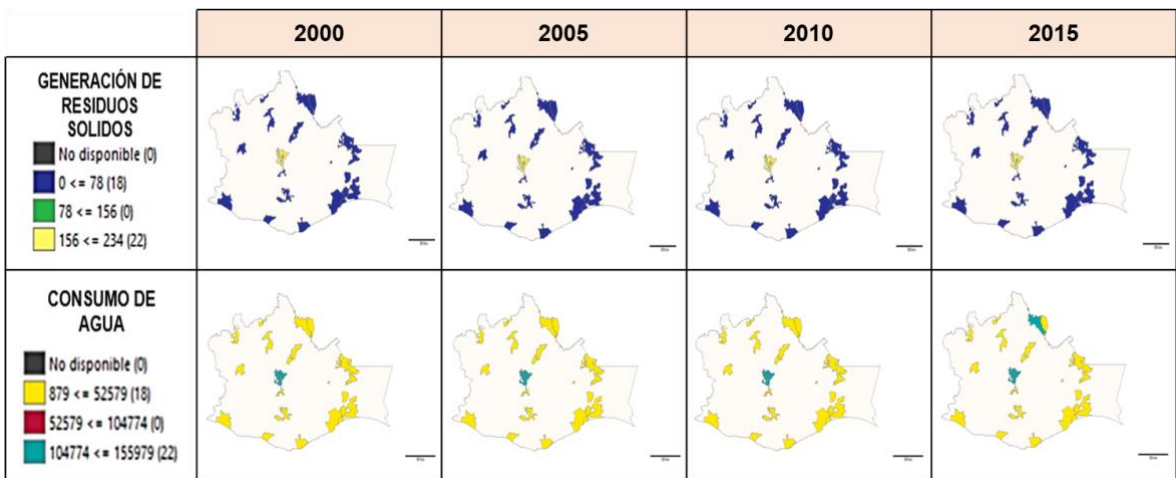 2000 2005 2010 2015
GENERACIÓN DE
RESIDUOS
SOLIDOS
No disponible (0)
0 <= 78 (18)
78 <= 156 (0)
156 <= 234 (22)
CONSUMO DE
AGUA
No disponible (0)
879 <= 52579 (18)
52579 <= 104774 (0)
104774 <= 155979 (22)